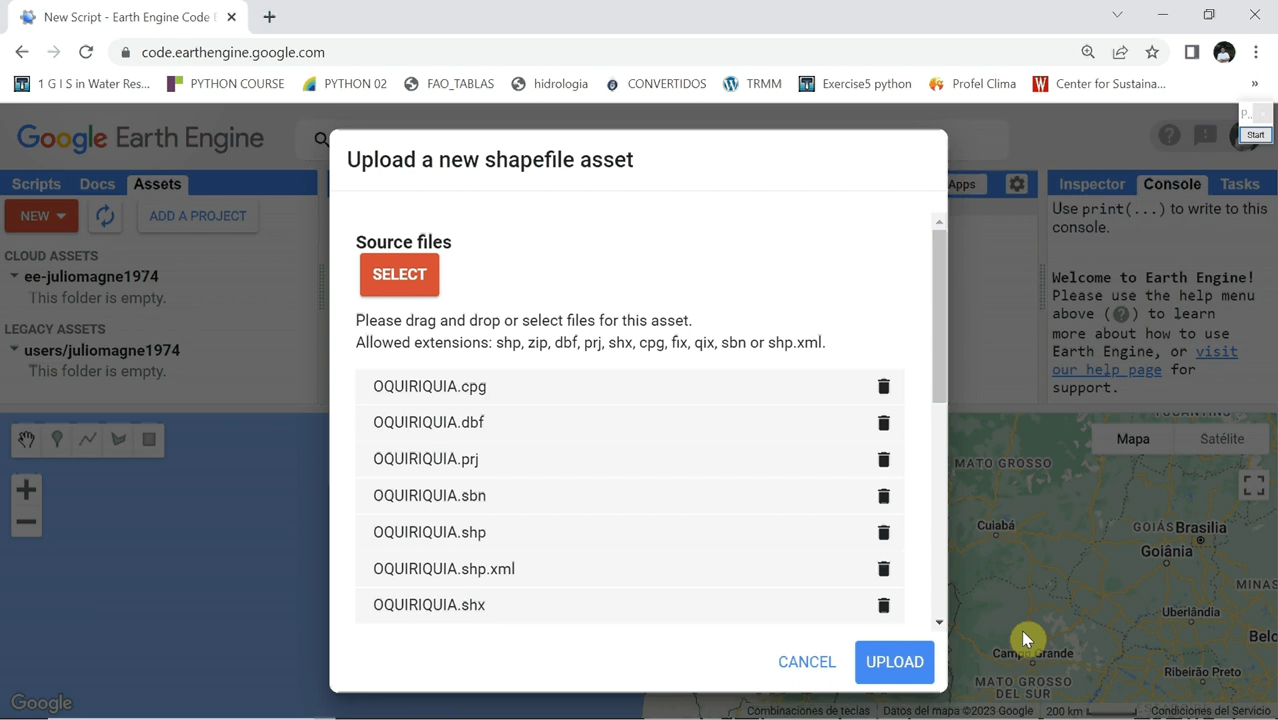 New Script - Earth Engine Code E
code.earthengine.google.com
1 G I S in Water Res...
PYTHON COURSE
PYTHON 02
FAO_TABLAS
hidrologia
CONVERTIDOS
TRMM
Exercise5 python
Profel Clima
Center for Sustaina...
»
P..
Start
Google Earth Engine
Scripts
Docs
Assets
Apps
Inspector
Console
Tasks
NEW
ADD A PROJECT
CLOUD ASSETS
ee-juliomagne1974
This folder is empty.
LEGACY ASSETS
users/juliomagne1974
This folder is empty.
Upload a new shapefile asset
Source files
SELECT
Please drag and drop or select files for this asset.
Allowed extensions: shp, zip, dbf, prj, shx, cpg, fix, qix, sbn or shp.xml.
OQUIRIQUIA.cpg
OQUIRIQUIA.dbf
OQUIRIQUIA.prj
OQUIRIQUIA.sbn
OQUIRIQUIA.shp
OQUIRIQUIA.shp.xml
OQUIRIQUIA.shx
CANCEL
UPLOAD
Use print(...) to write to this
console.
Welcome to Earth Engine!
Please use the help menu
above (?) to learn
more about how to use
Earth Engine, or visit
our help page for
support.
Mapa
Satélite
MATO GROSSO
Cuiabá
GOIÁS
Brasilia
Goiânia
MINAS
Uberlândia
Belo
Campo Grande
MATO GROSSO
DEL SUR
Ribeirão Preto
Google
Combinaciones de teclas
Datos del mapa ©2023 Google
200 km
Condiciones del Servicio